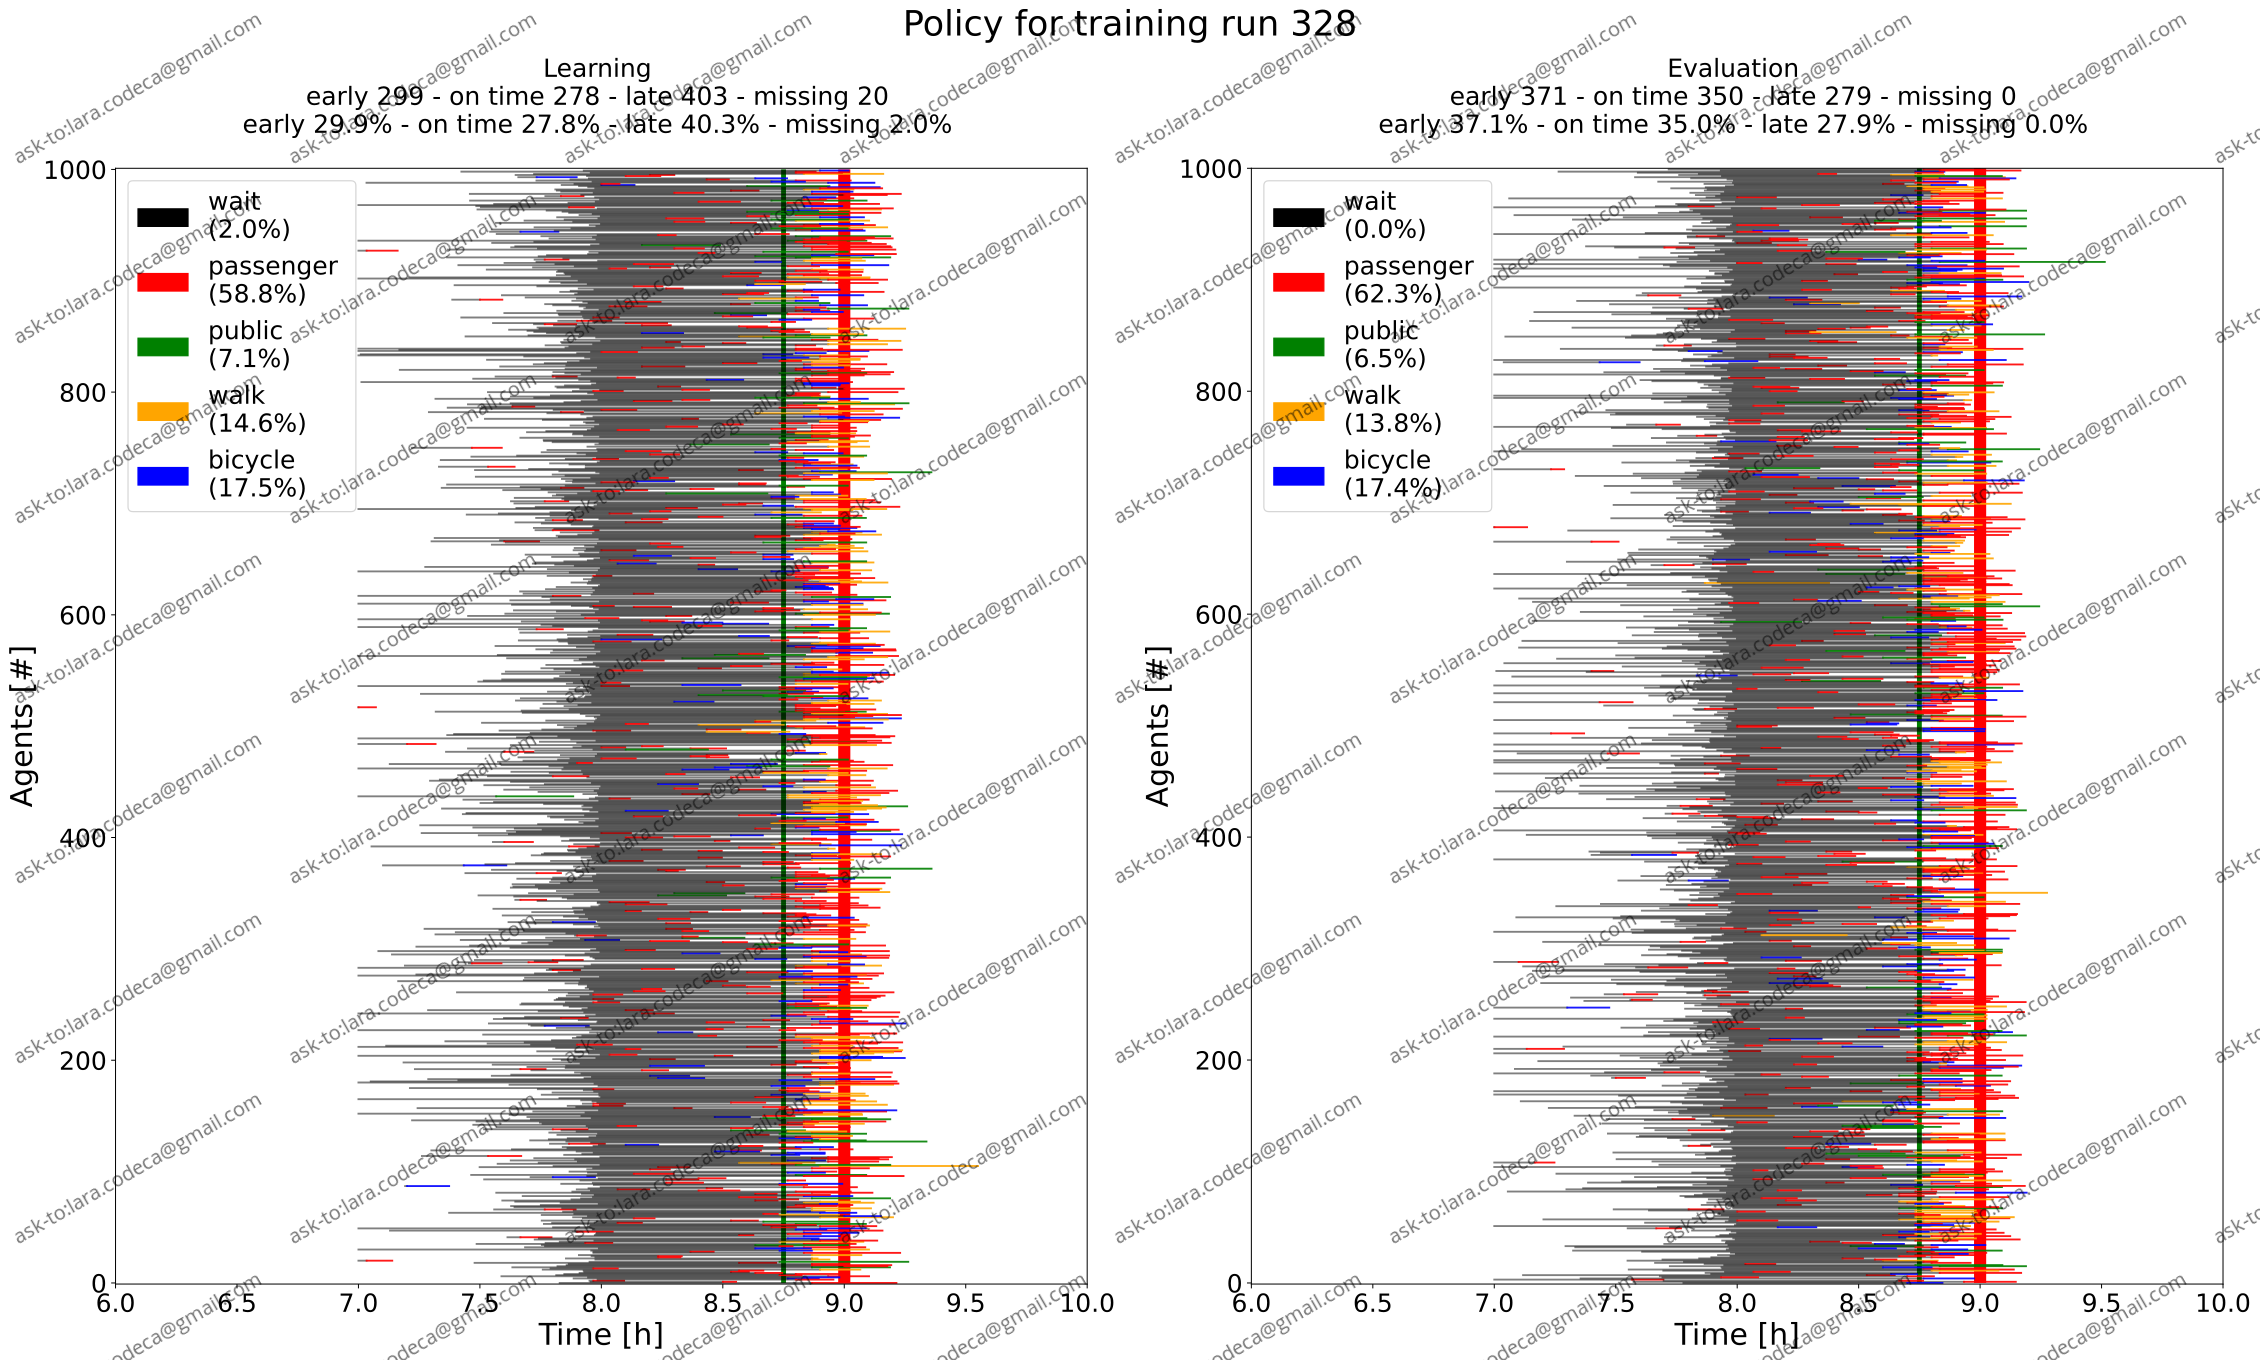 Policy for training run 328
Learning
early 299 - on time 278 - late 403 - missing 20
early 29.9% - on time 27.8% - late 40.3% - missing 2.0%
wait
(2.0%)
passenger
(58.8%)
public
(7.1%)
walk
(14.6%)
bicycle
(17.5%)
1000
800
600
400
200
0
Agents [#]
6.0 6.5 7.0 7.5 8.0 8.5 9.0 9.5 10.0
Time [h]
Evaluation
early 371 - on time 350 - late 279 - missing 0
early 37.1% - on time 35.0% - late 27.9% - missing 0.0%
wait
(0.0%)
passenger
(62.3%)
public
(6.5%)
walk
(13.8%)
bicycle
(17.4%)
1000
800
600
400
200
0
Agents [#]
6.0 6.5 7.0 7.5 8.0 8.5 9.0 9.5 10.0
Time [h]
ask-to:lara.codeca@gmail.com